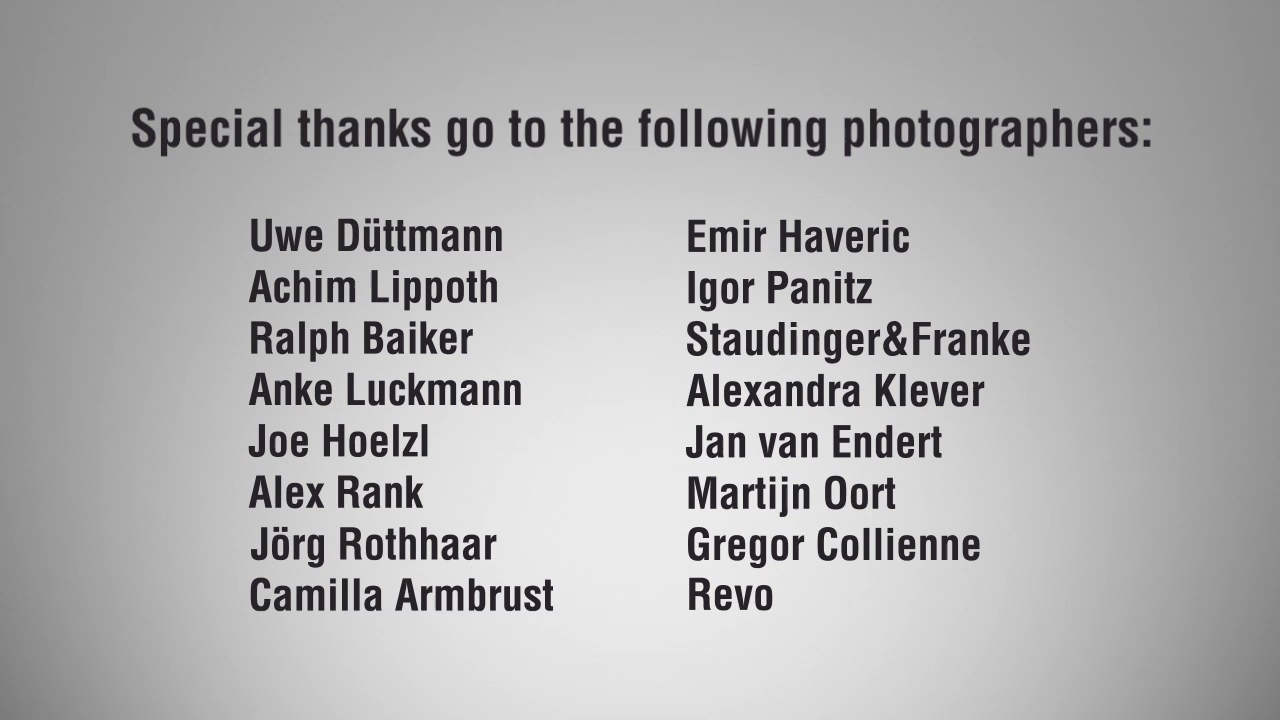 Special thanks go to the following photographers:
Uwe Düttmann
Achim Lippoth
Ralph Baiker
Anke Luckmann
Joe Hoelzl
Alex Rank
Jörg Rothhaar
Camilla Armbrust
Emir Haveric
Igor Panitz
Staudinger&Franke
Alexandra Klever
Jan van Endert
Martijn Oort
Gregor Collienne
Revo